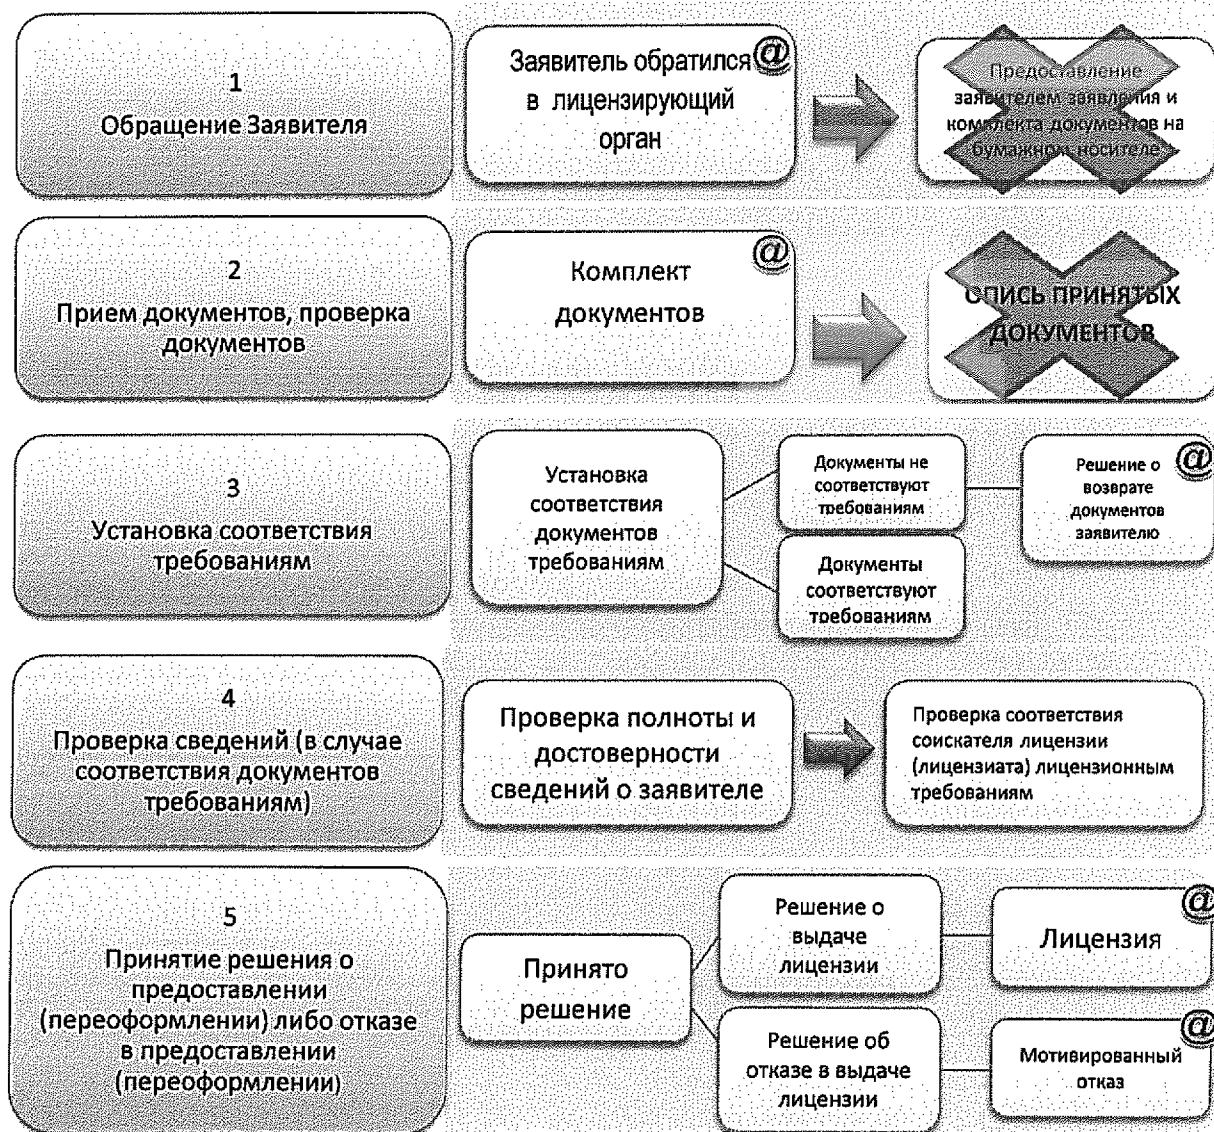 1
Обращение Заявителя
Заявитель обратился @
в лицензирующий
орган
Предоставление
заявителем заявления и
комплекта документов на
бумажном носителе
2
Прием документов, проверка
документов
@
Комплект
документов
ОПИСЬ ПРИНЯТЫХ
ДОКУМЕНТОВ
3
Установка соответствия
требованиям
Установка
соответствия
документов
требованиям
Документы не
соответствуют
требованиям
Документы
соответствуют
требованиям
@
Решение о
возврате
документов
заявителю
4
Проверка сведений (в случае
соответствия документов
требованиям)
Проверка полноты и
достоверности
сведений о заявителе
Проверка соответствия
соискателя лицензии
(лицензиата) лицензионным
требованиям
5
Принятие решения о
предоставлении
(переоформлении) либо отказе
в предоставлении
(переоформлении)
Принято
решение
Решение о
выдаче
лицензии
@
Лицензия
Решение об
отказе в выдаче
лицензии
@
Мотивированный
отказ